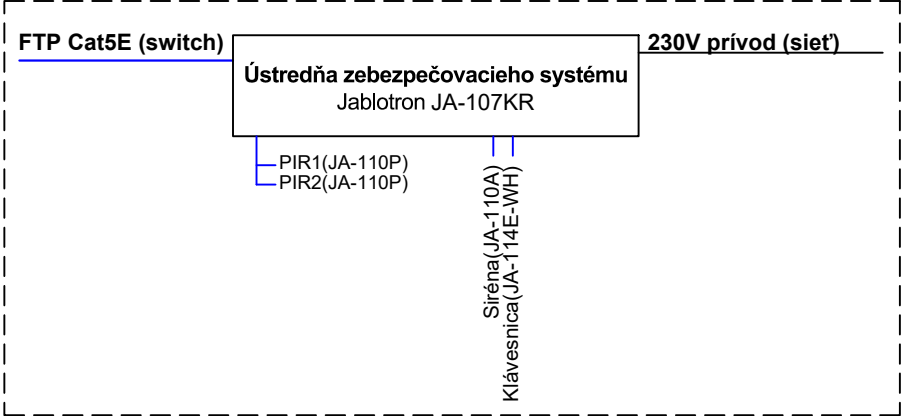 FTP Cat5E (switch)
230V prívod (sieť)
Ústredňa zebezpečovacieho systému
Jablotron JA-107KR
PIR1(JA-110P)
PIR2(JA-110P)
Siréna(JA-110A)
Klávesnica(JA-114E-WH)